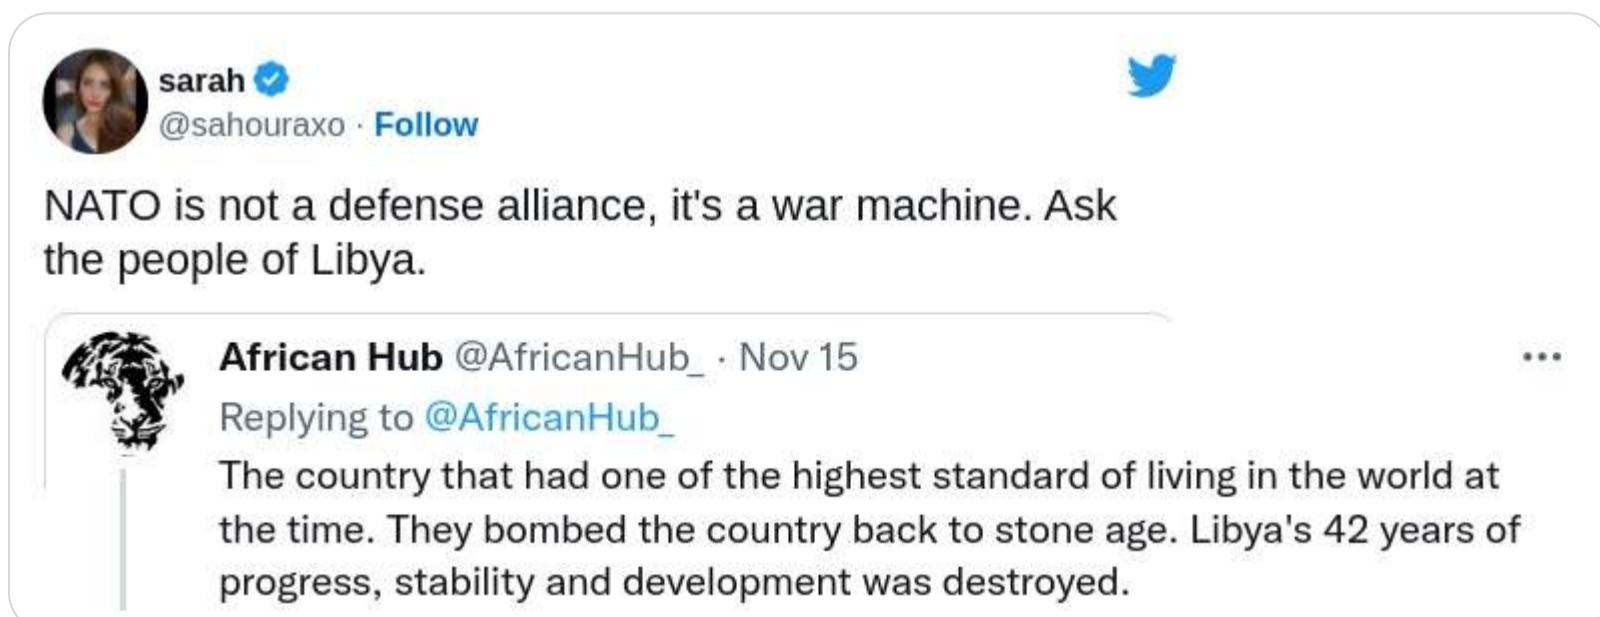 sarah
@sahouraxo · Follow
NATO is not a defense alliance, it's a war machine. Ask
the people of Libya.
African Hub @AfricanHub_ · Nov 15
Replying to @AfricanHub_
The country that had one of the highest standard of living in the world at
the time. They bombed the country back to stone age. Libya's 42 years of
progress, stability and development was destroyed.